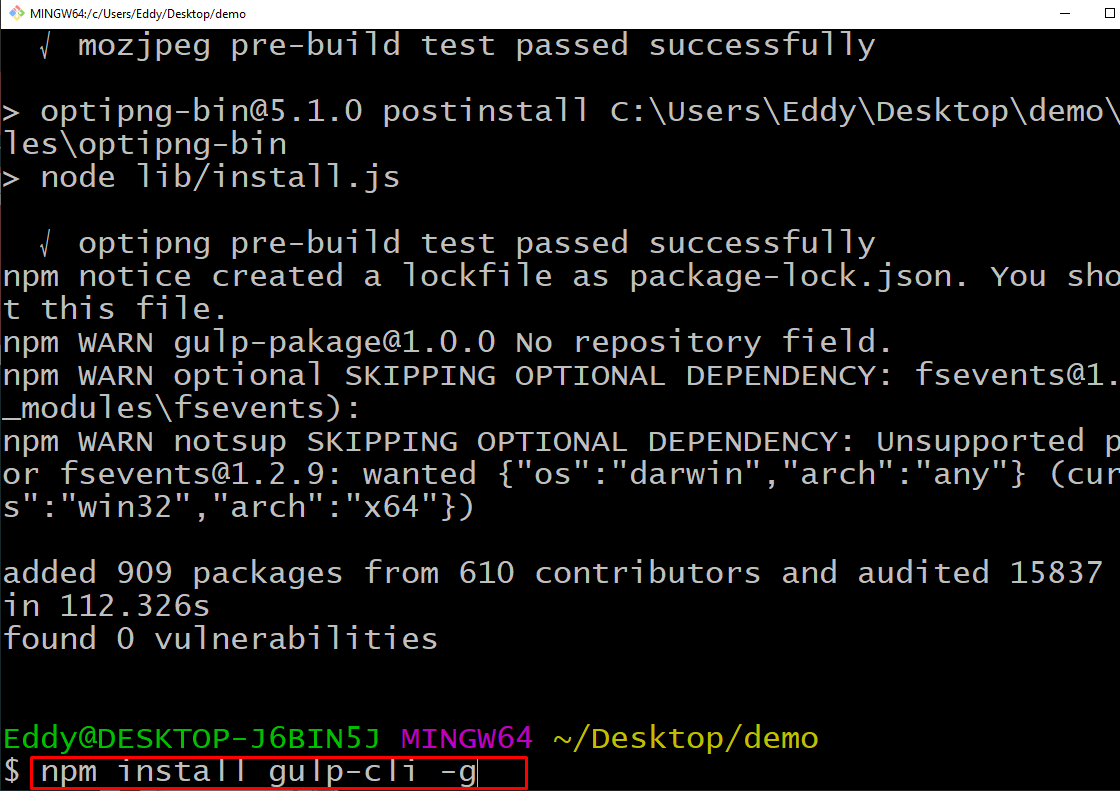 MINGW64:/c/Users/Eddy/Desktop/demo
√ mozjpeg pre-build test passed successfully
> optipng-bin@5.1.0 postinstall C:\Users\Eddy\Desktop\demo\
les\optipng-bin
> node lib/install.js
√ optipng pre-build test passed successfully
npm notice created a lockfile as package-lock.json. You sho
t this file.
npm WARN gulp-pakage@1.0.0 No repository field.
npm WARN optional SKIPPING OPTIONAL DEPENDENCY: fsevents@1.
_modules\fsevents):
npm WARN notsup SKIPPING OPTIONAL DEPENDENCY: Unsupported p
or fsevents@1.2.9: wanted {"os":"darwin","arch":"any"} (cur
s":"win32","arch":"x64"})
added 909 packages from 610 contributors and audited 15837
in 112.326s
found 0 vulnerabilities
Eddy@DESKTOP-J6BIN5J MINGW64 ~/Desktop/demo
$ npm install gulp-cli -g